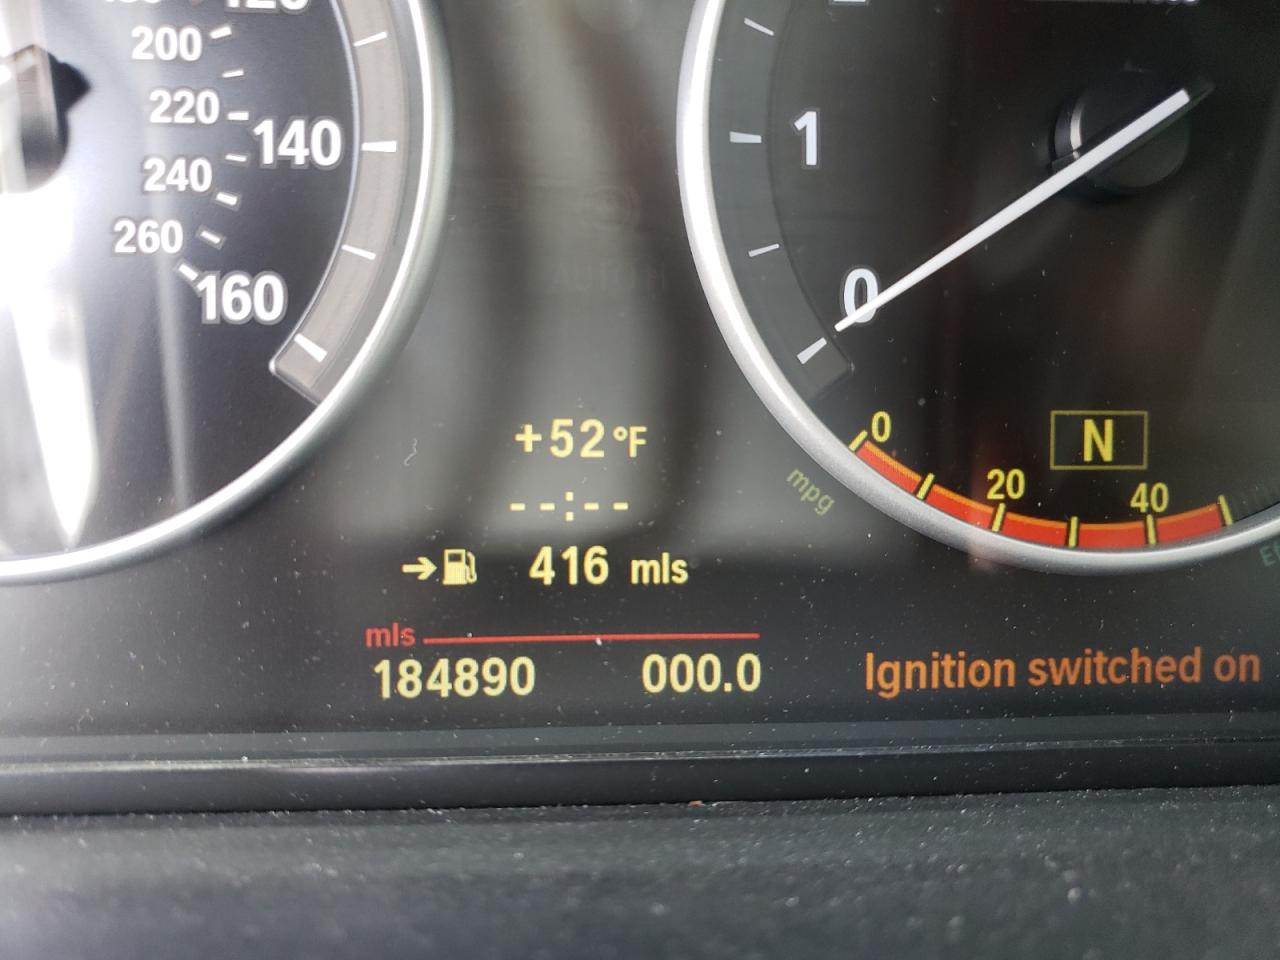 200
220
140
240
260
160
1
0
+52°F
--:--
416 mls
mls
184890 000.0
0
20
40
mpg
N
Ignition switched on